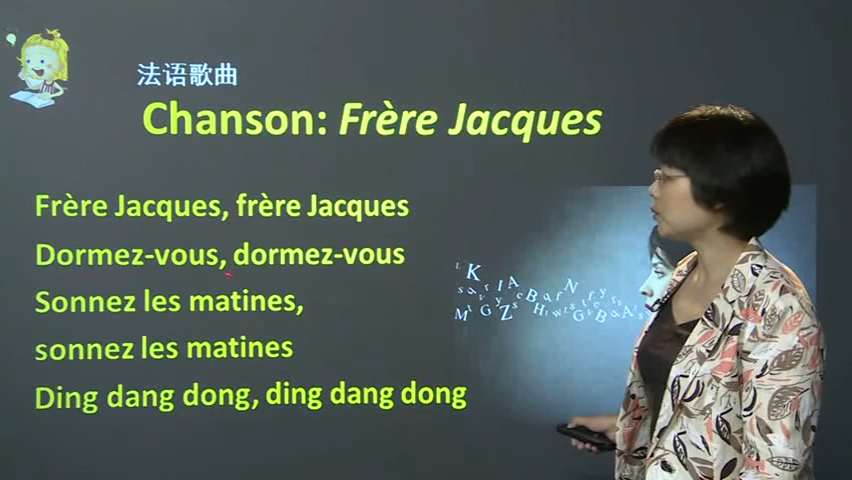 法语歌曲
Chanson: Frère Jacques
Frère Jacques, frère Jacques
Dormez-vous, dormez-vous
Sonnez les matines,
sonnez les matines
Ding dang dong, ding dang dong